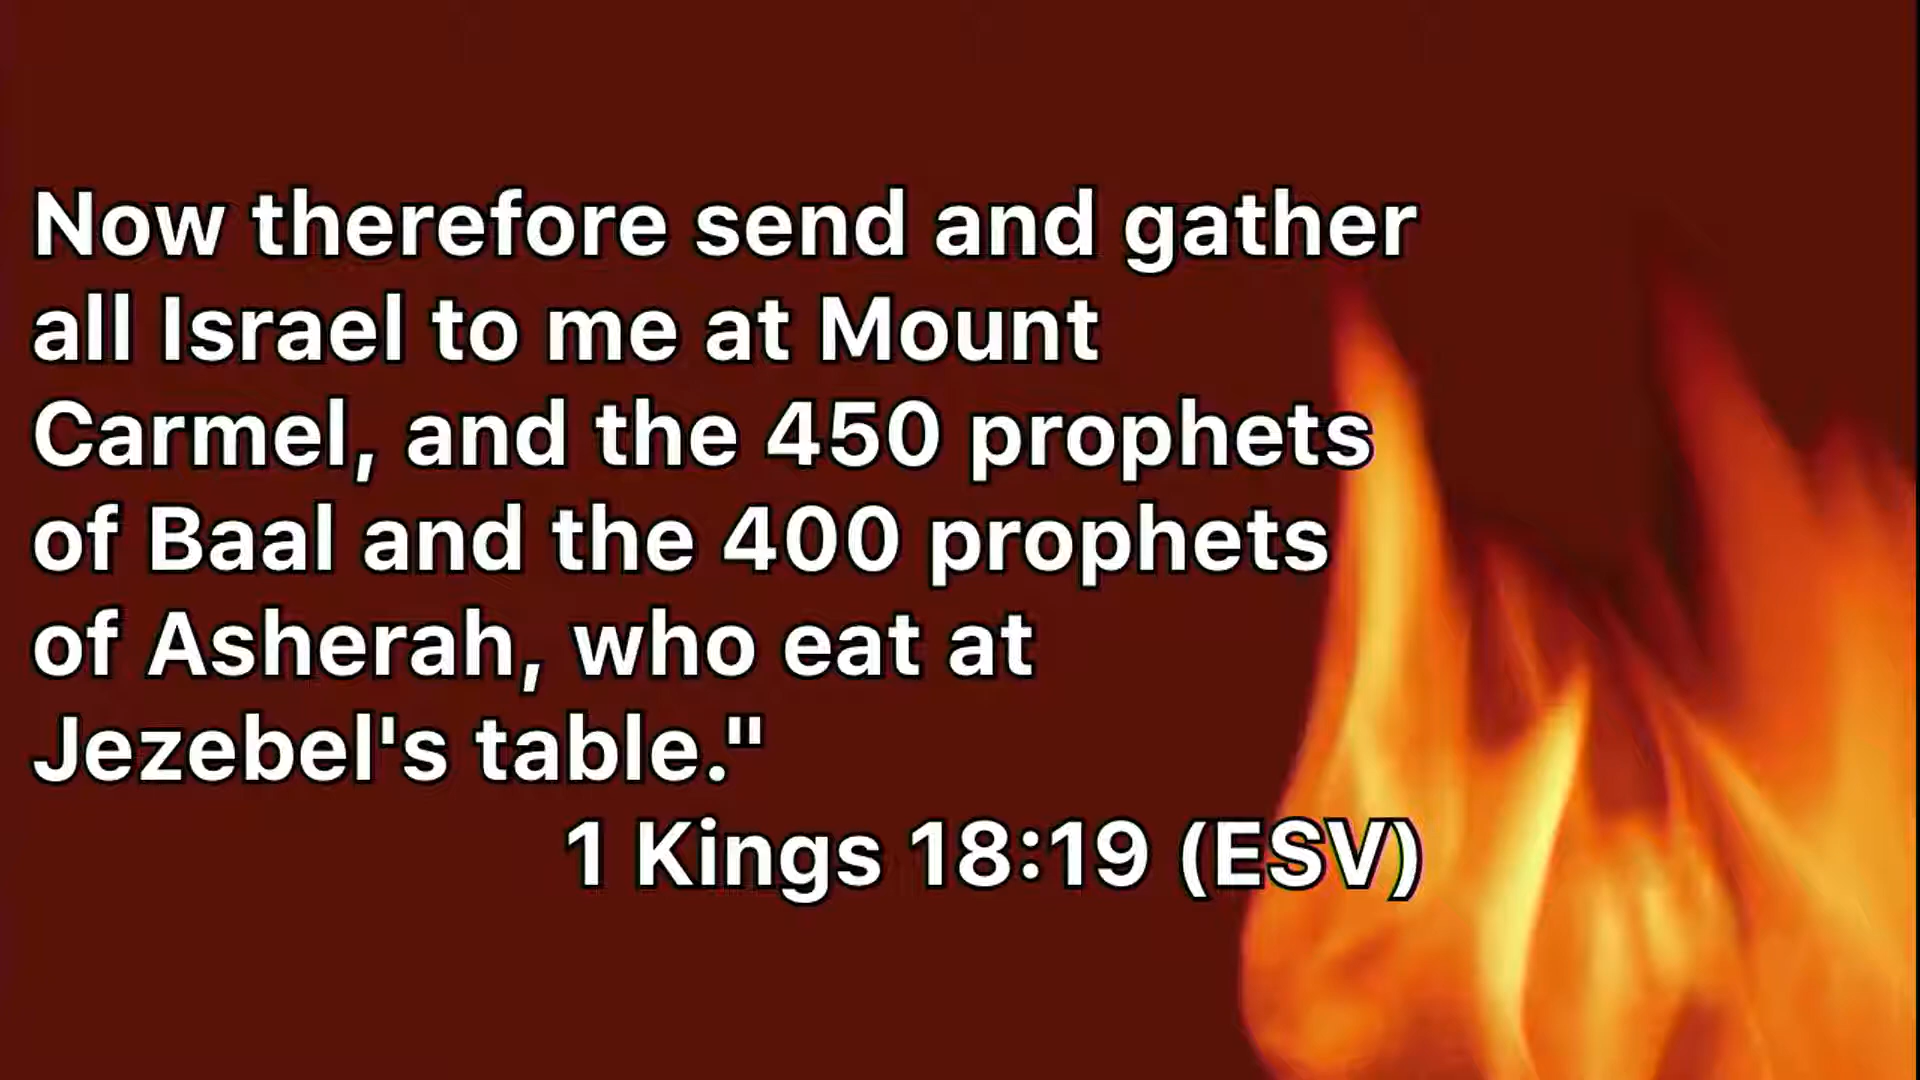 Now therefore send and gather
all Israel to me at Mount
Carmel, and the 450 prophets
of Baal and the 400 prophets
of Asherah, who eat at
Jezebel's table."
1 Kings 18:19 (ESV)